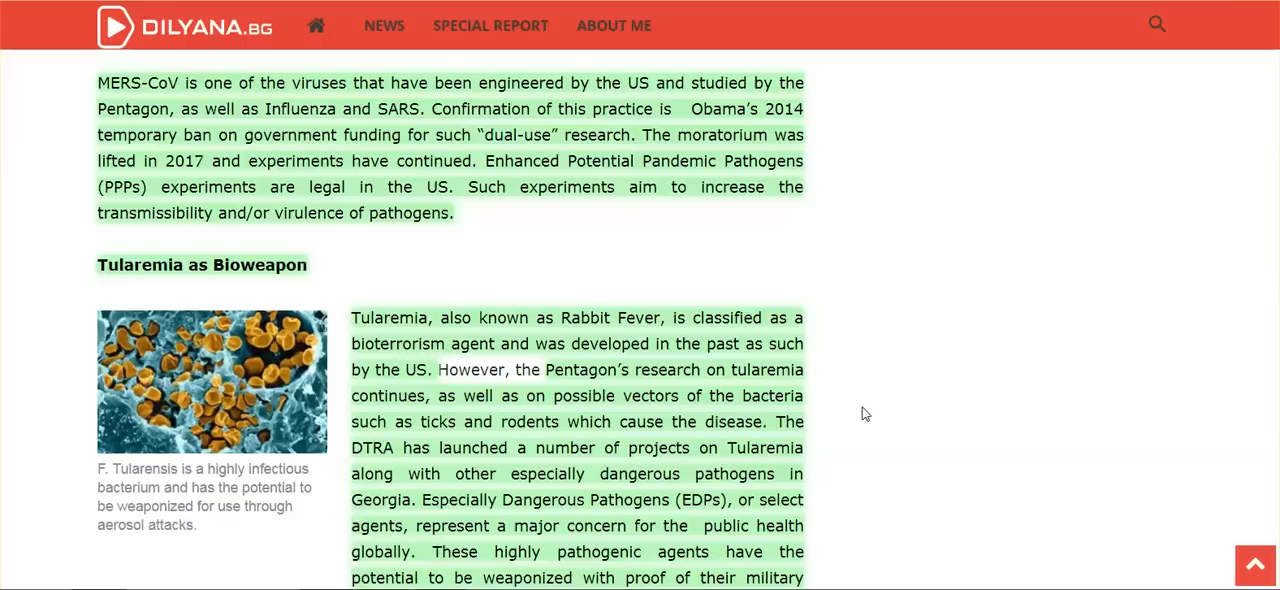 DILYANA.BG
NEWS SPECIAL REPORT ABOUT ME
MERS-CoV is one of the viruses that have been engineered by the US and studied by the
Pentagon, as well as Influenza and SARS. Confirmation of this practice is Obama’s 2014
temporary ban on government funding for such “dual-use” research. The moratorium was
lifted in 2017 and experiments have continued. Enhanced Potential Pandemic Pathogens
(PPPs) experiments are legal in the US. Such experiments aim to increase the
transmissibility and/or virulence of pathogens.
Tularemia as Bioweapon
F. Tularensis is a highly infectious
bacterium and has the potential to
be weaponized for use through
aerosol attacks.
Tularemia, also known as Rabbit Fever, is classified as a
bioterrorism agent and was developed in the past as such
by the US. However, the Pentagon’s research on tularemia
continues, as well as on possible vectors of the bacteria
such as ticks and rodents which cause the disease. The
DTRA has launched a number of projects on Tularemia
along with other especially dangerous pathogens in
Georgia. Especially Dangerous Pathogens (EDPs), or select
agents, represent a major concern for the public health
globally. These highly pathogenic agents have the
potential to be weaponized with proof of their military